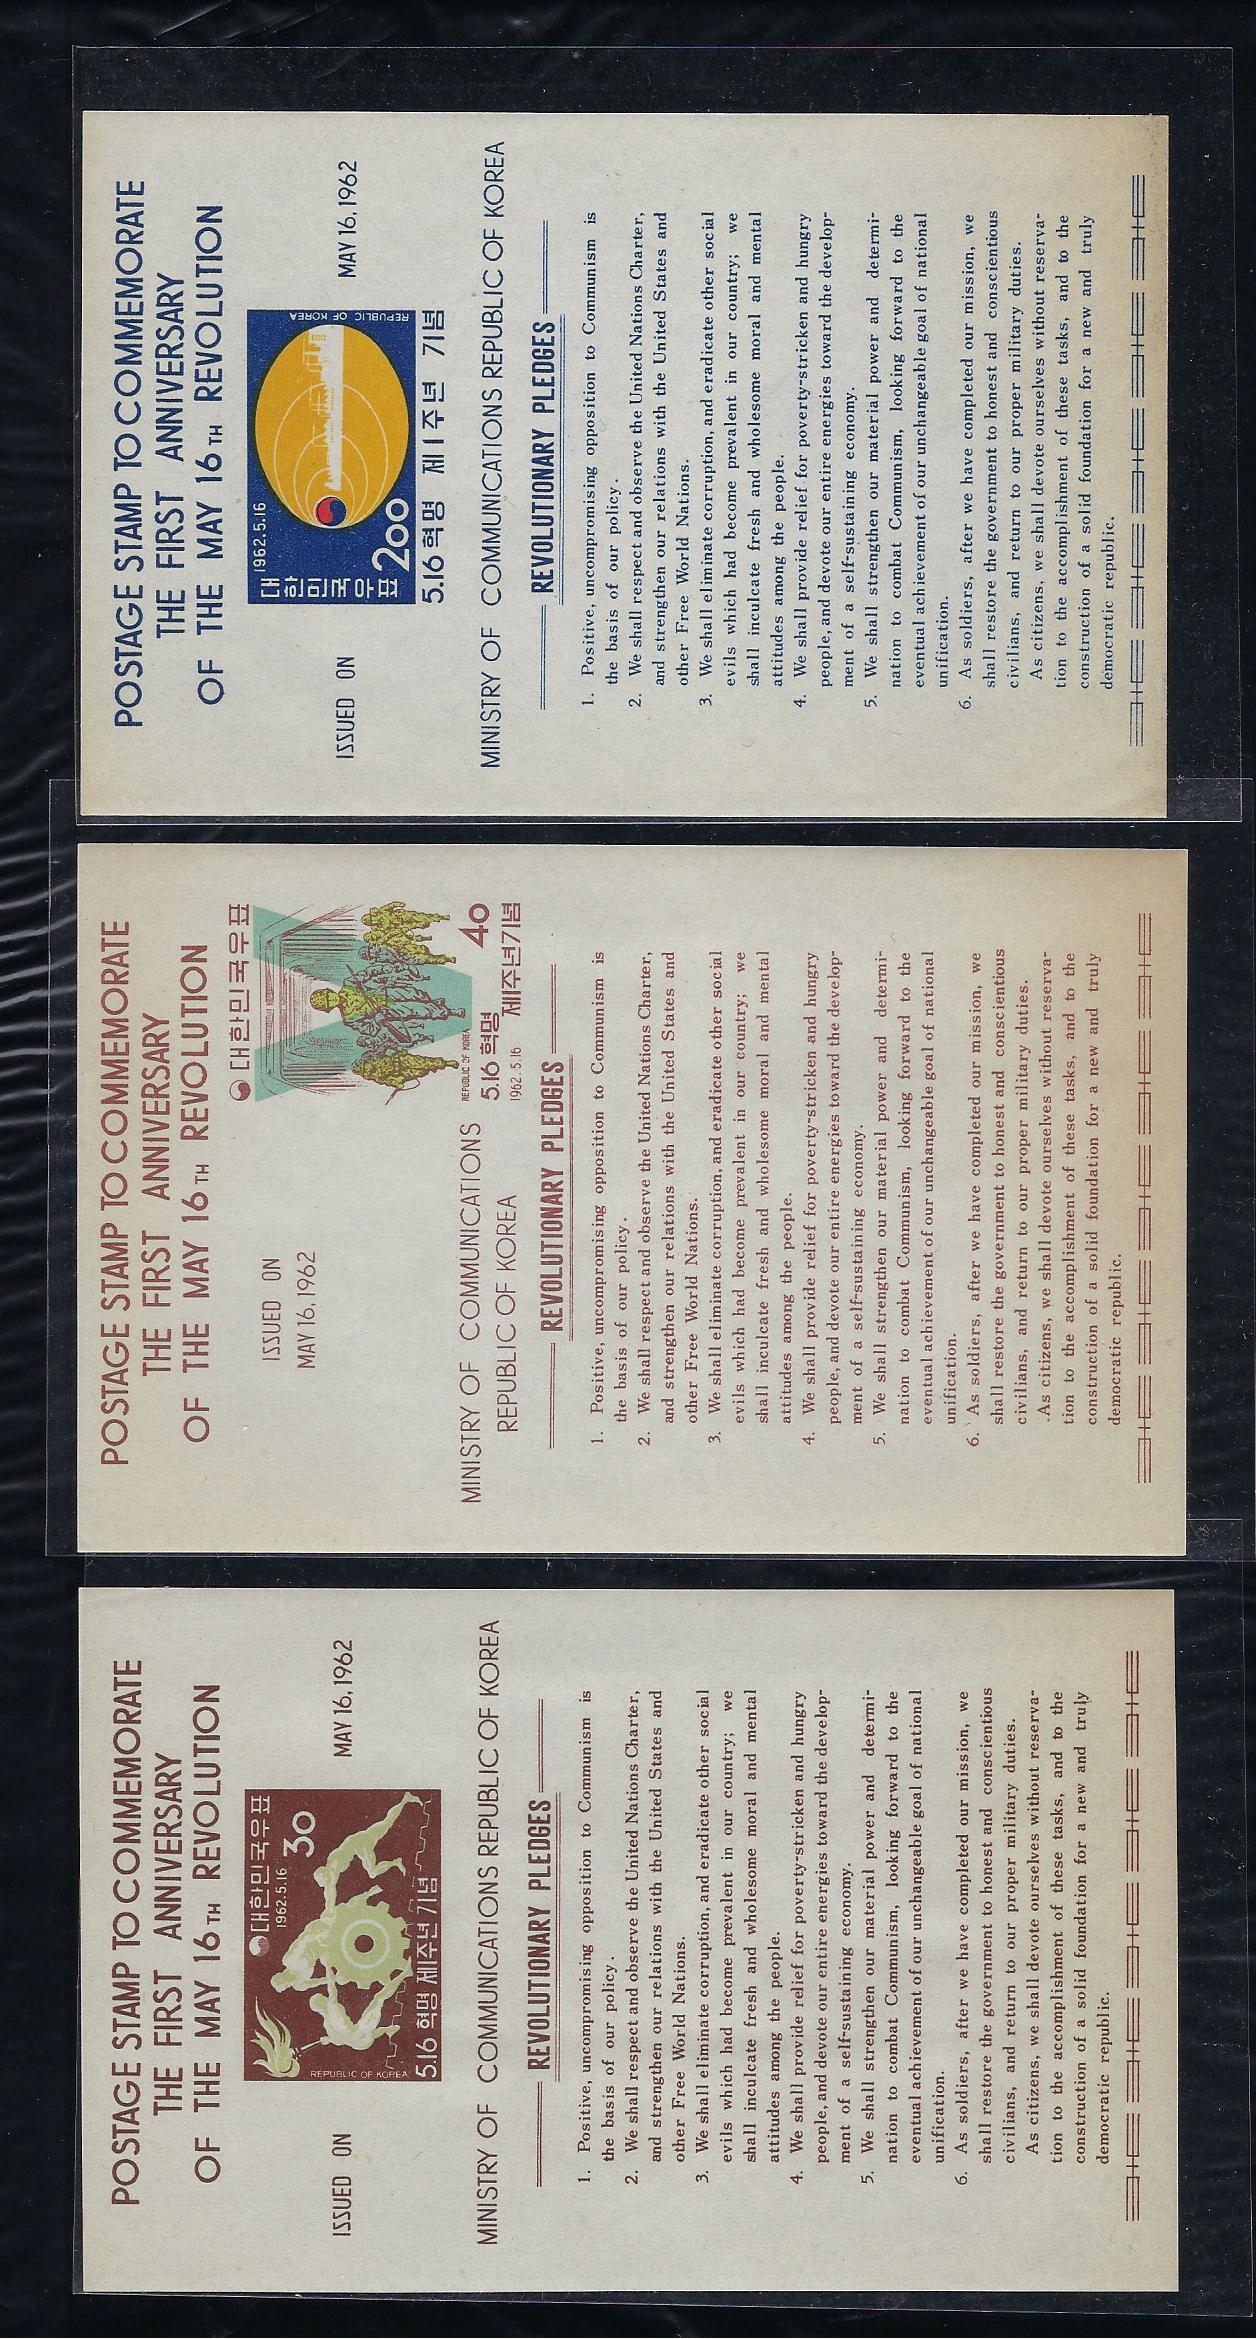 POSTAGE STAMP TO COMMEMORATE
THE FIRST ANNIVERSARY
OF THE MAY 16TH REVOLUTION
대한민국우표
1962.5.16
30
REPUBLIC OF KOREA
5.16 혁명 제1주년 기념
ISSUED ON MAY 16, 1962
MINISTRY OF COMMUNICATIONS REPUBLIC OF KOREA
REVOLUTIONARY PLEDGES
1. Positive, uncompromising opposition to Communism is
the basis of our policy.
2. We shall respect and observe the United Nations Charter,
and strengthen our relations with the United States and
other Free World Nations.
3. We shall eliminate corruption, and eradicate other social
evils which had become prevalent in our country; we
shall inculcate fresh and wholesome moral and mental
attitudes among the people.
4. We shall provide relief for poverty-stricken and hungry
people, and devote our entire energies toward the develop-
ment of a self-sustaining economy.
5. We shall strengthen our material power and determi-
nation to combat Communism, looking forward to the
eventual achievement of our unchangeable goal of national
unification.
6. As soldiers, after we have completed our mission, we
shall restore the government to honest and conscientious
civilians, and return to our proper military duties.
As citizens, we shall devote ourselves without reserva-
tion to the accomplishment of these tasks, and to the
construction of a solid foundation for a new and truly
democratic republic.
POSTAGE STAMP TO COMMEMORATE
THE FIRST ANNIVERSARY
OF THE MAY 16TH REVOLUTION
대한민국우표
ISSUED ON
MAY 16, 1962
REPUBLIC OF KOREA
5.16 혁명 40
1962.5.16 제1주년기념
MINISTRY OF COMMUNICATIONS
REPUBLIC OF KOREA
REVOLUTIONARY PLEDGES
1. Positive, uncompromising opposition to Communism is
the basis of our policy.
2. We shall respect and observe the United Nations Charter,
and strengthen our relations with the United States and
other Free World Nations.
3. We shall eliminate corruption, and eradicate other social
evils which had become prevalent in our country; we
shall inculcate fresh and wholesome moral and mental
attitudes among the people.
4. We shall provide relief for poverty-stricken and hungry
people, and devote our entire energies toward the develop-
ment of a self-sustaining economy.
5. We shall strengthen our material power and determi-
nation to combat Communism, looking forward to the
eventual achievement of our unchangeable goal of national
unification.
6. As soldiers, after we have completed our mission, we
shall restore the government to honest and conscientious
civilians, and return to our proper military duties.
As citizens, we shall devote ourselves without reserva-
tion to the accomplishment of these tasks, and to the
construction of a solid foundation for a new and truly
democratic republic.
POSTAGE STAMP TO COMMEMORATE
THE FIRST ANNIVERSARY
OF THE MAY 16TH REVOLUTION
대한민국우표
1962.5.16
200
REPUBLIC OF KOREA
5.16 혁명 제1주년 기념
ISSUED ON MAY 16, 1962
MINISTRY OF COMMUNICATIONS REPUBLIC OF KOREA
REVOLUTIONARY PLEDGES
1. Positive, uncompromising opposition to Communism is
the basis of our policy.
2. We shall respect and observe the United Nations Charter,
and strengthen our relations with the United States and
other Free World Nations.
3. We shall eliminate corruption, and eradicate other social
evils which had become prevalent in our country; we
shall inculcate fresh and wholesome moral and mental
attitudes among the people.
4. We shall provide relief for poverty-stricken and hungry
people, and devote our entire energies toward the develop-
ment of a self-sustaining economy.
5. We shall strengthen our material power and determi-
nation to combat Communism, looking forward to the
eventual achievement of our unchangeable goal of national
unification.
6. As soldiers, after we have completed our mission, we
shall restore the government to honest and conscientious
civilians, and return to our proper military duties.
As citizens, we shall devote ourselves without reserva-
tion to the accomplishment of these tasks, and to the
construction of a solid foundation for a new and truly
democratic republic.